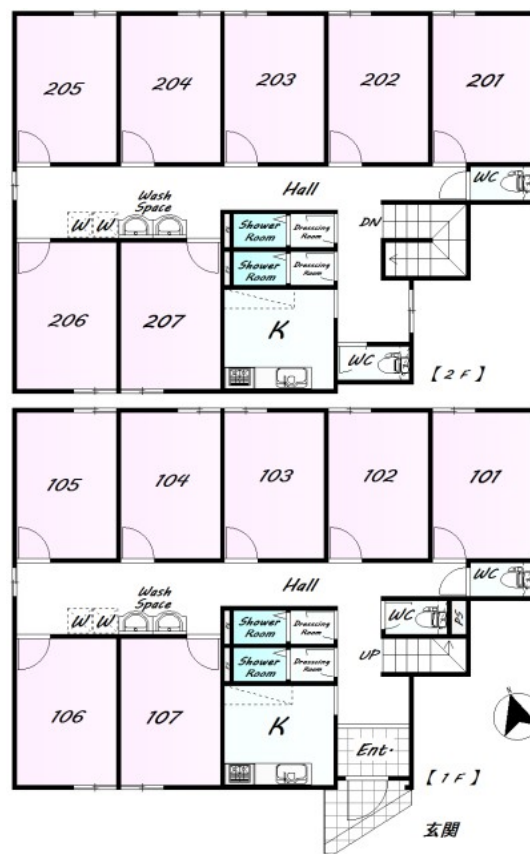 205
204
203
202
201
WC
Hall
Wash
Space
W W
DN
Shower
Room
Dressing
Room
Shower
Room
Dressing
Room
206
207
K
WC
【2F】
105
104
103
102
101
WC
Hall
Wash
Space
W W
WC
PS
Shower
Room
Dressing
Room
Shower
Room
Dressing
Room
UP
106
107
K
Ent.
N
【1F】
玄関